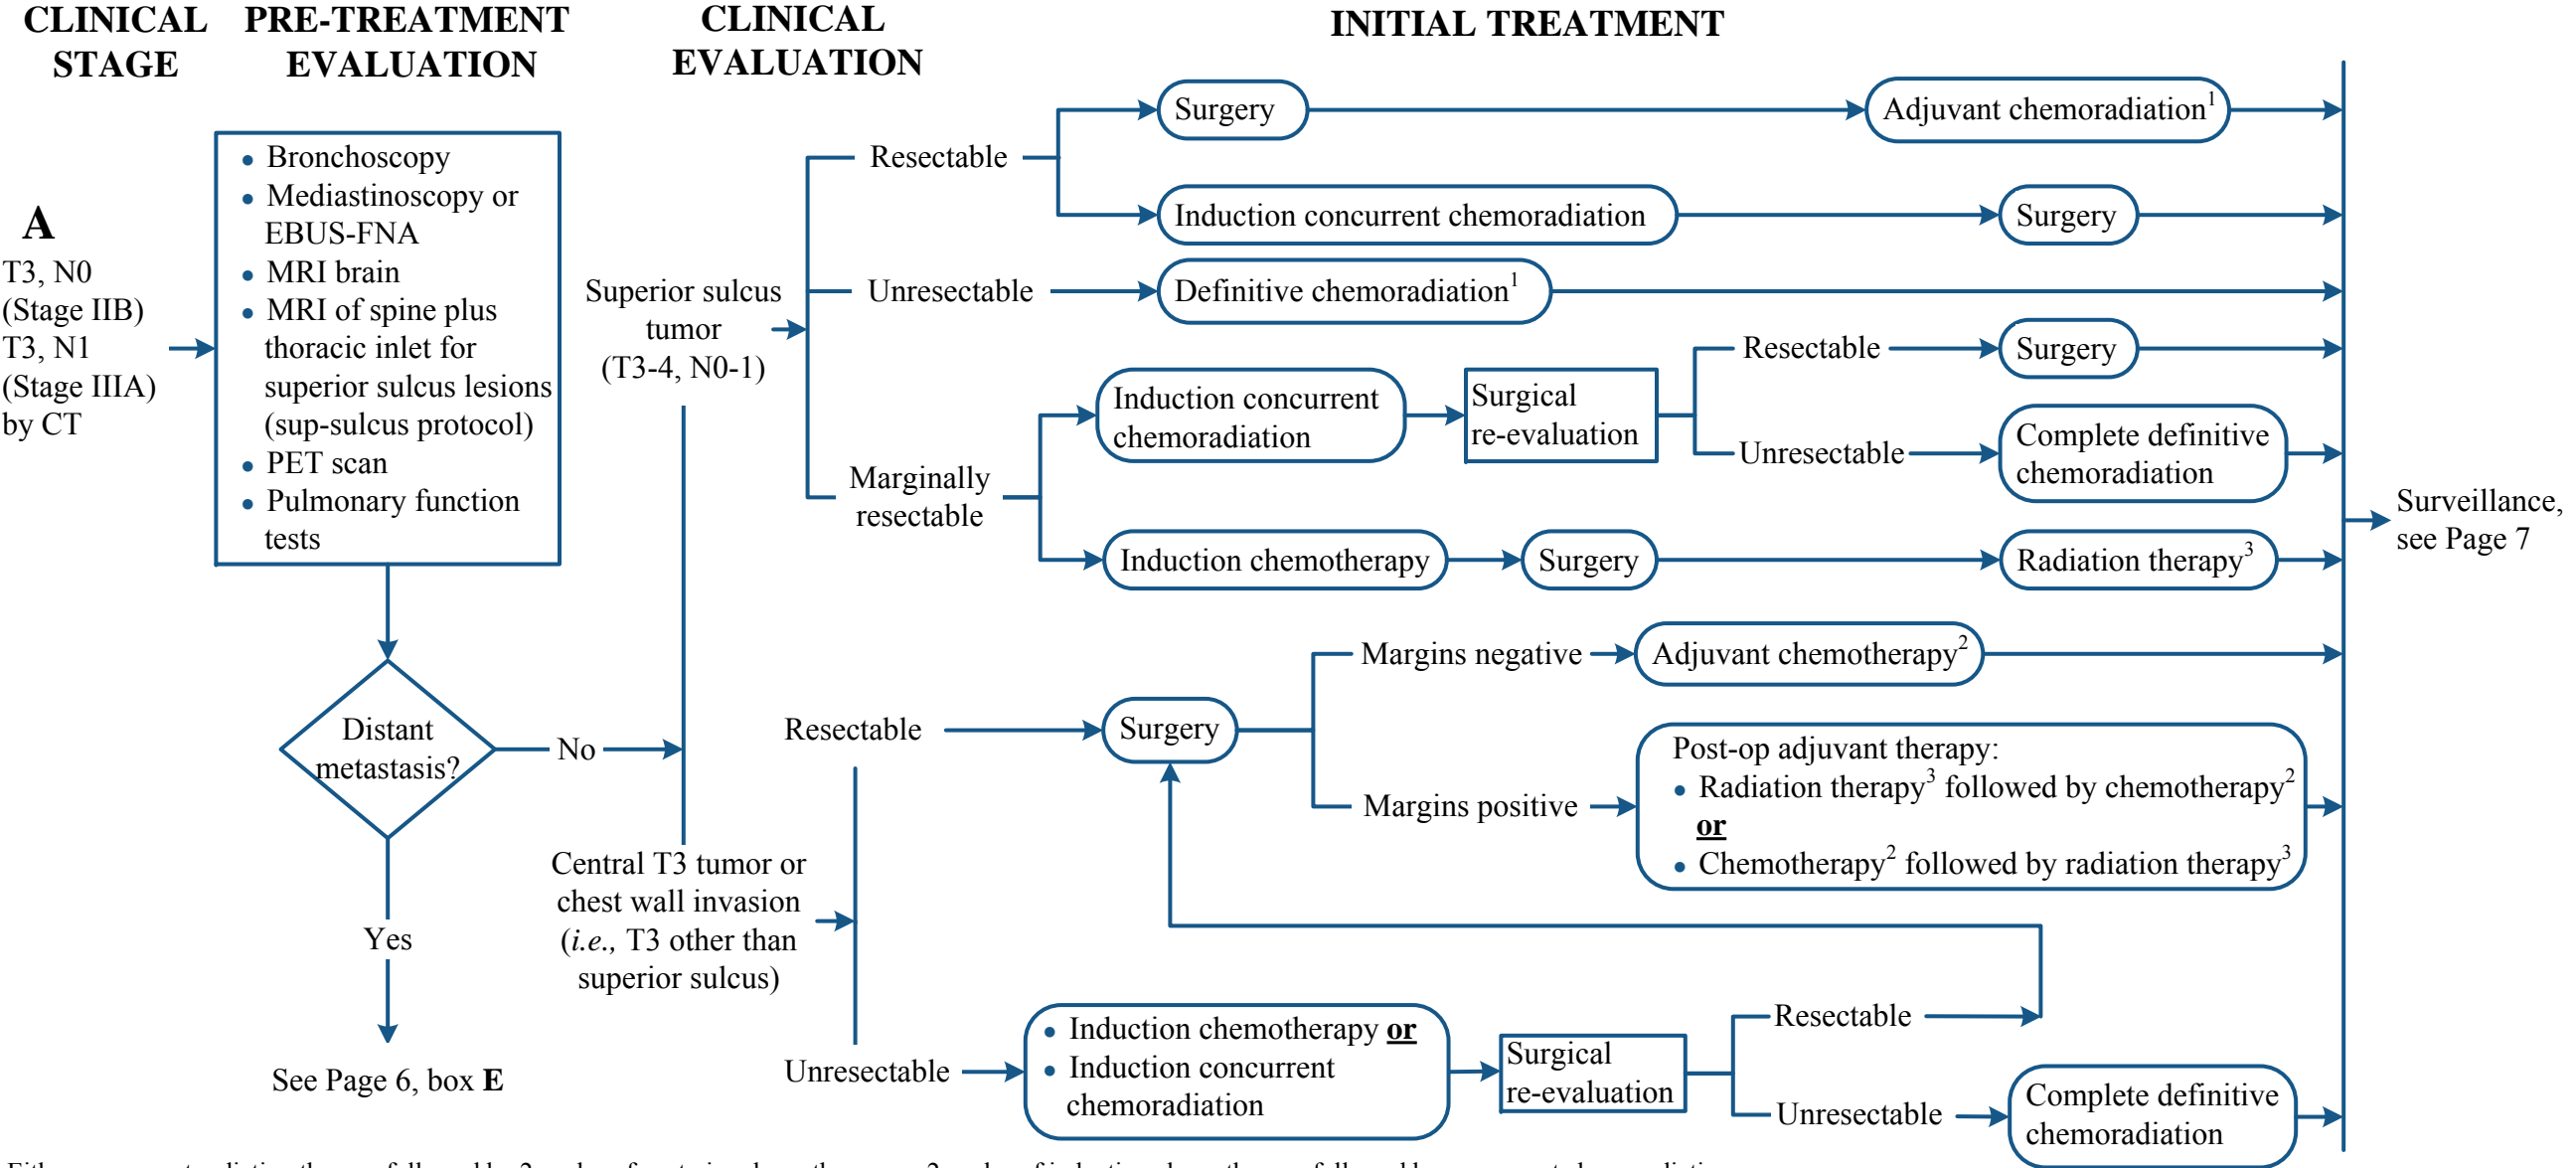 CLINICAL
STAGE
PRE-TREATMENT
EVALUATION
CLINICAL
EVALUATION
INITIAL TREATMENT
A
T3, N0
(Stage IIB)
T3, N1
(Stage IIIA)
by CT
• Bronchoscopy
• Mediastinoscopy or
EBUS-FNA
• MRI brain
• MRI of spine plus
thoracic inlet for
superior sulcus lesions
(sup-sulcus protocol)
• PET scan
• Pulmonary function
tests
Distant
metastasis?
No
Yes
See Page 6, box E
Superior sulcus
tumor
(T3-4, N0-1)
Resectable
Surgery
Adjuvant chemoradiation¹
Induction concurrent chemoradiation
Surgery
Unresectable
Definitive chemoradiation¹
Marginally
resectable
Induction concurrent
chemoradiation
Surgical
re-evaluation
Resectable
Surgery
Unresectable
Complete definitive
chemoradiation
Induction chemotherapy
Surgery
Radiation therapy³
Central T3 tumor or
chest wall invasion
(i.e., T3 other than
superior sulcus)
Resectable
Surgery
Margins negative
Adjuvant chemotherapy²
Margins positive
Post-op adjuvant therapy:
• Radiation therapy³ followed by chemotherapy²
or
• Chemotherapy² followed by radiation therapy³
Unresectable
• Induction chemotherapy or
• Induction concurrent
chemoradiation
Surgical
re-evaluation
Resectable
Unresectable
Complete definitive
chemoradiation
Surveillance,
see Page 7